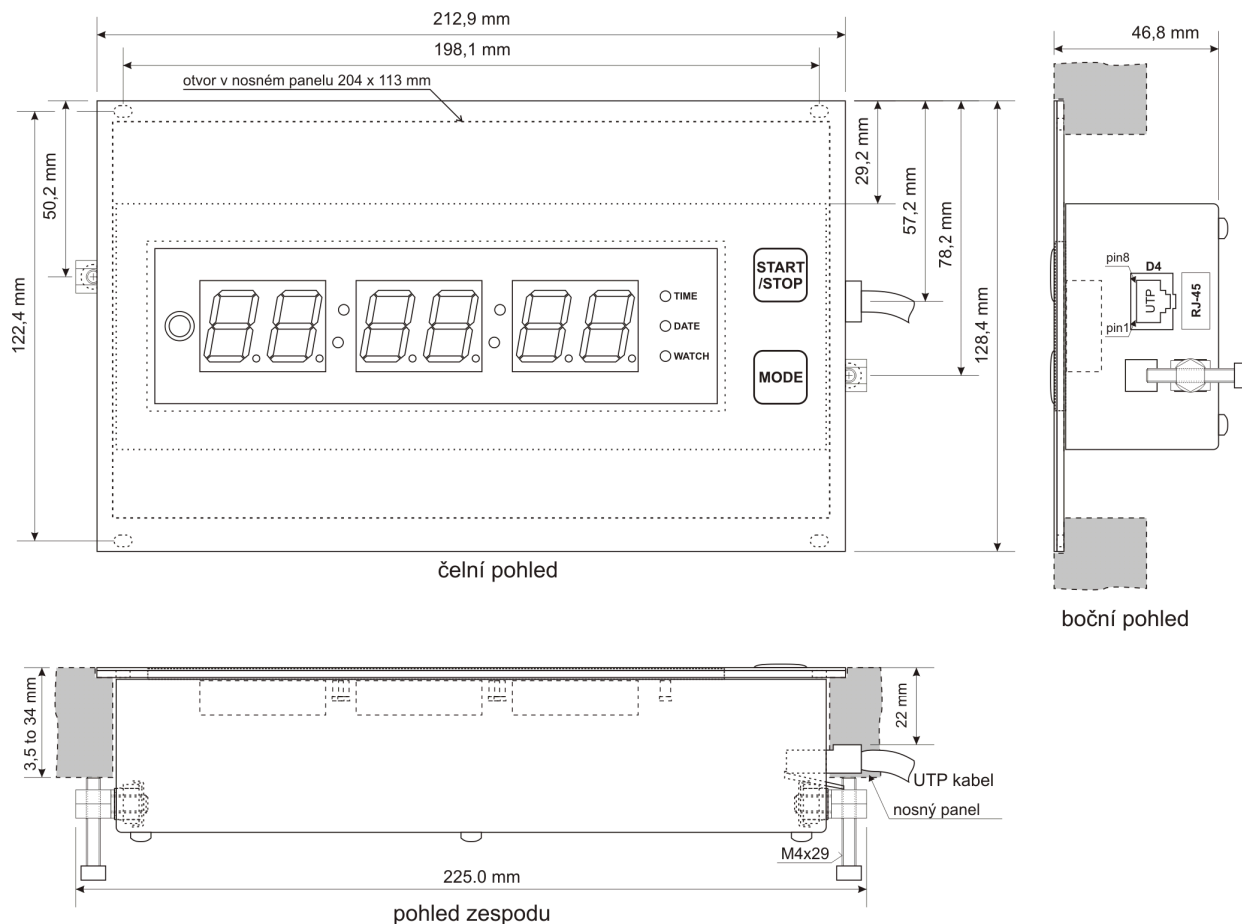 212,9 mm
198,1 mm
otvor v nosném panelu 204 x 113 mm
50,2 mm
122,4 mm
29,2 mm
57,2 mm
78,2 mm
128,4 mm
START
/STOP
MODE
TIME
DATE
WATCH
čelní pohled
46,8 mm
pin8
D4
UTP
RJ-45
pin1
boční pohled
3,5 to 34 mm
22 mm
UTP kabel
nosný panel
M4x29
225.0 mm
pohled zespodu